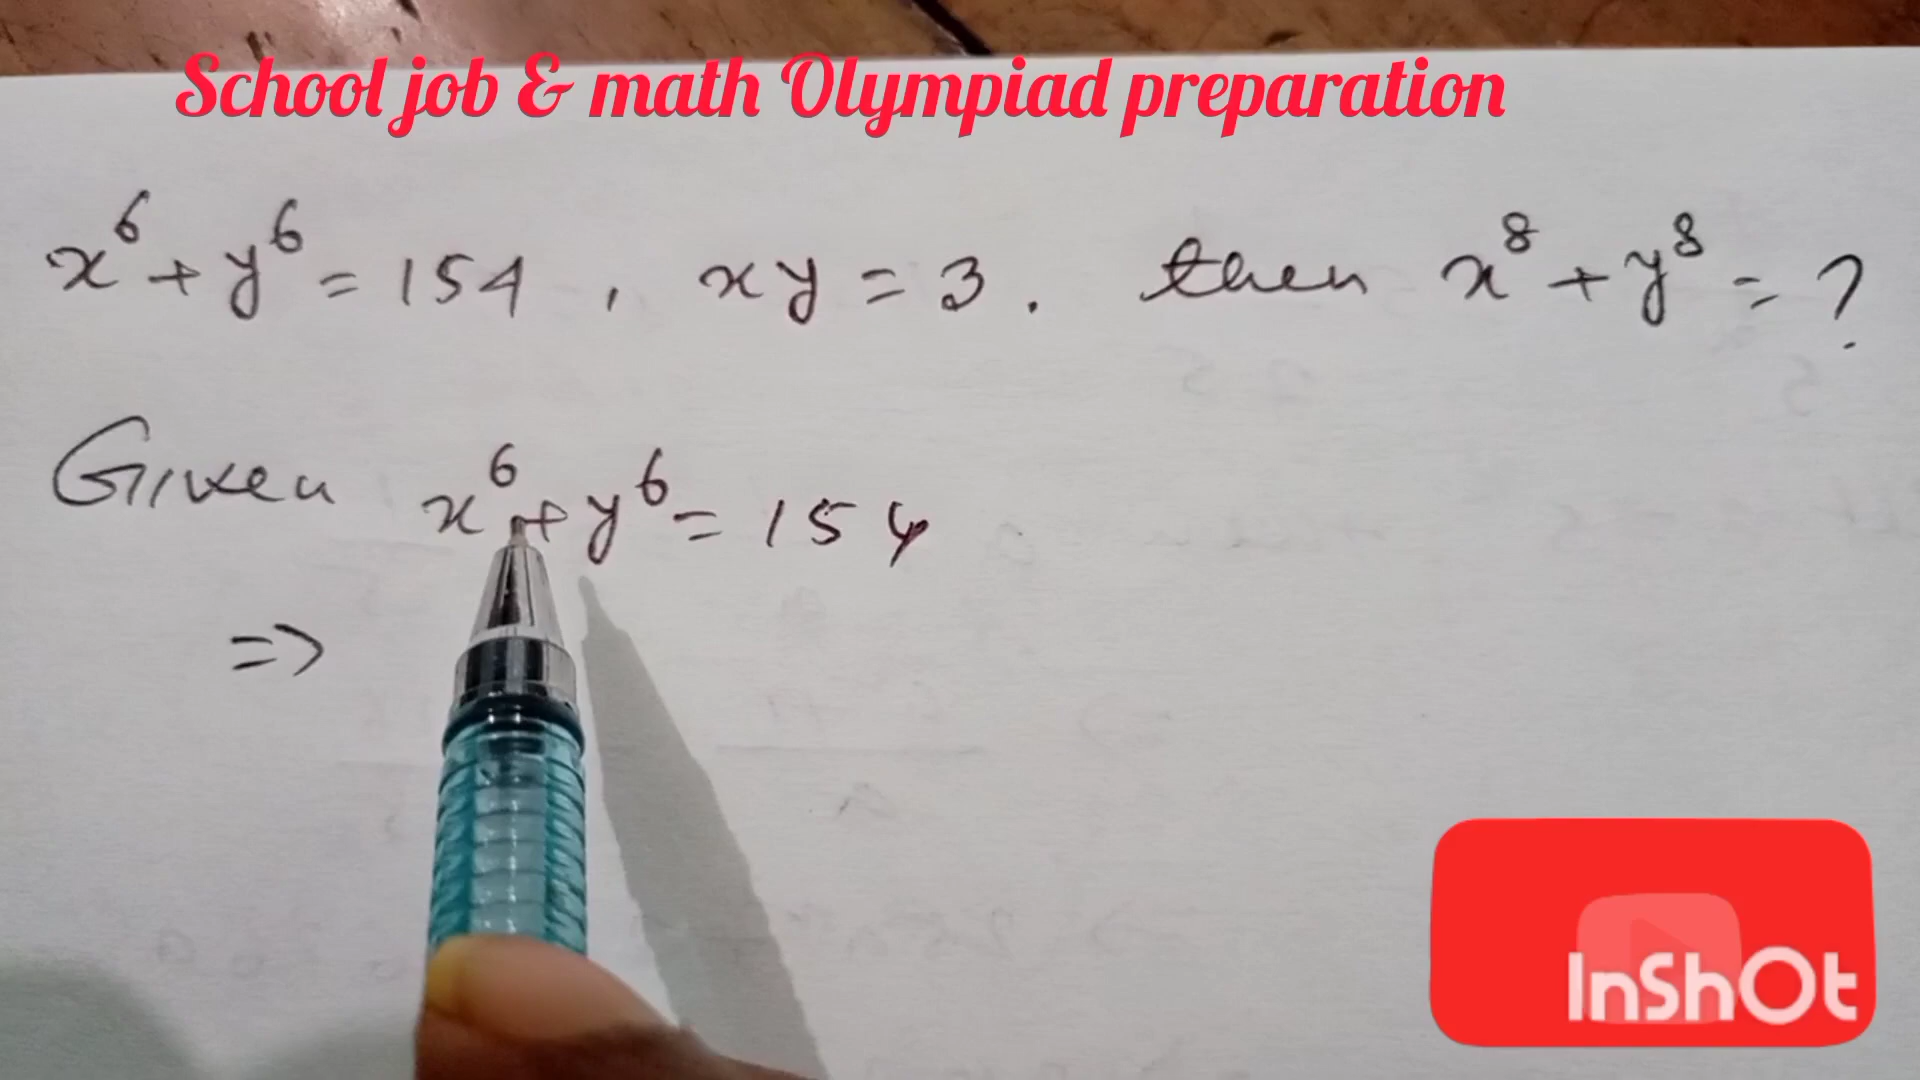 School job & math Olympiad preparation
x⁶ + y⁶ = 154 , xy = 3 . then x⁸ + y⁸ = ?
Given x⁶ + y⁶ = 154
=>
InShOt